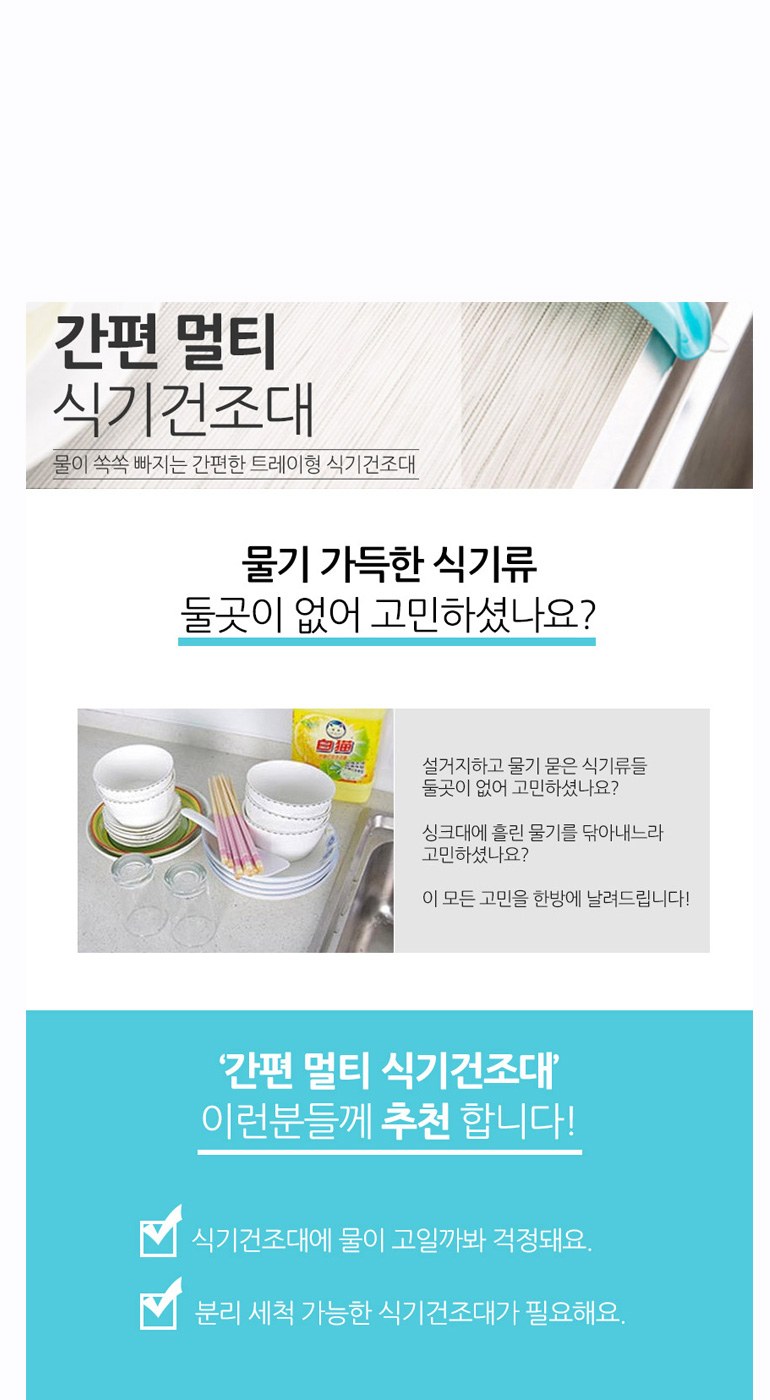 간편 멀티
식기건조대
물이 쏙쏙 빠지는 간편한 트레이형 식기건조대
물기 가득한 식기류
둘곳이 없어 고민하셨나요?
白猫
설거지하고 물기 묻은 식기류들
둘곳이 없어 고민하셨나요?
싱크대에 흘린 물기를 닦아내느라
고민하셨나요?
이 모든 고민을 한방에 날려드립니다!
‘간편 멀티 식기건조대’
이런분들께 추천 합니다!
식기건조대에 물이 고일까봐 걱정돼요.
분리 세척 가능한 식기건조대가 필요해요.